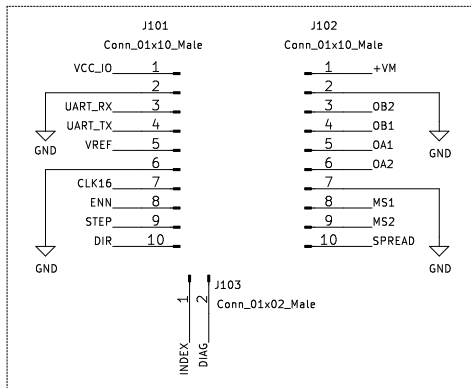 J101
Conn_01x10_Male
VCC_IO 1
2
UART_RX 3
UART_TX 4
VREF 5
6
CLK16 7
ENN 8
STEP 9
DIR 10
GND
GND
J102
Conn_01x10_Male
1 +VM
2
3 OB2
4 OB1
5 OA1
6 OA2
7
8 MS1
9 MS2
10 SPREAD
GND
GND
J103
Conn_01x02_Male
1 INDEX
2 DIAG